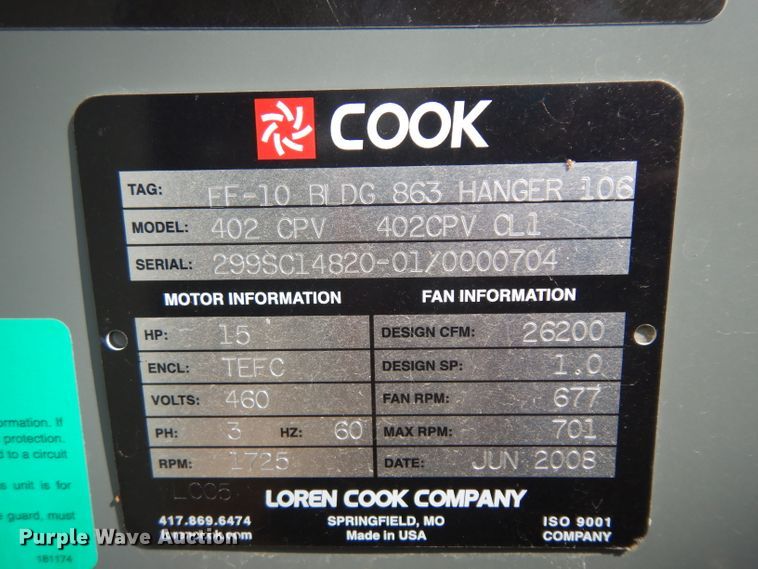 COOK
TAG: EF-10 BLDG 863 HANGER 106
MODEL: 402 CPV 402CPV CL1
SERIAL: 299SC14820-01/0000704
MOTOR INFORMATION FAN INFORMATION
HP: 15 DESIGN CFM: 26200
ENCL: TEFC DESIGN SP: 1.0
VOLTS: 460 FAN RPM: 677
PH: 3 HZ: 60 MAX RPM: 701
RPM: 1725 DATE: JUN 2008
LCC5 LOREN COOK COMPANY
417.869.6474 SPRINGFIELD, MO ISO 9001
Made in USA COMPANY
ormation. If
protection.
d to a circuit
s unit is for
e guard, must
181174
Purple Wave Auction